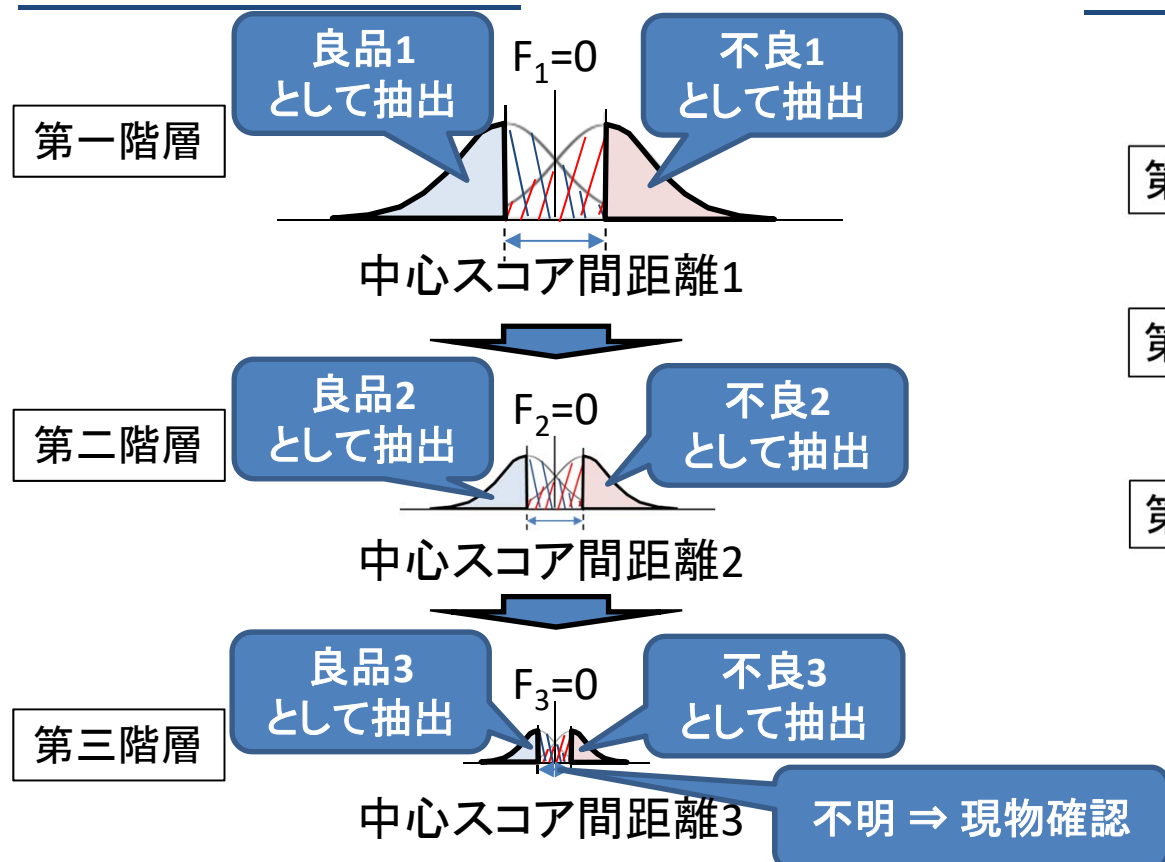 第一階層
良品1
として抽出
F₁=0
不良1
として抽出
中心スコア間距離1
第二階層
良品2
として抽出
F₂=0
不良2
として抽出
中心スコア間距離2
第三階層
良品3
として抽出
F₃=0
不良3
として抽出
中心スコア間距離3
不明 ⇒ 現物確認
第
第
第